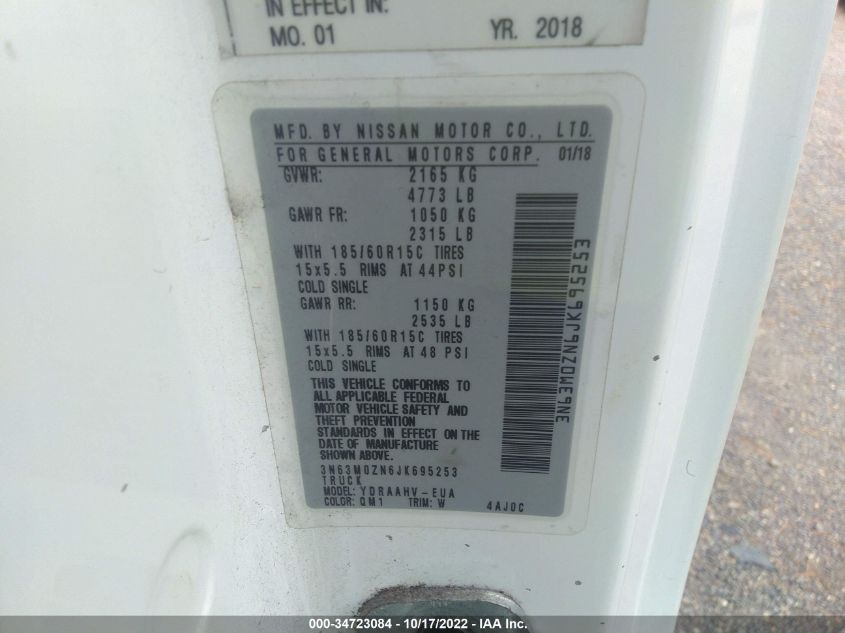 IN EFFECT IN:
MO. 01 YR. 2018
MFD. BY NISSAN MOTOR CO., LTD.
FOR GENERAL MOTORS CORP. 01/18
GVWR: 2165 KG
4773 LB
GAWR FR: 1050 KG
2315 LB
WITH 185/60R15C TIRES
15x5.5 RIMS AT 44PSI
COLD SINGLE
GAWR RR: 1150 KG
2535 LB
WITH 185/60R15C TIRES
15x5.5 RIMS AT 48 PSI
COLD SINGLE
THIS VEHICLE CONFORMS TO
ALL APPLICABLE FEDERAL
MOTOR VEHICLE SAFETY AND
THEFT PREVENTION
STANDARDS IN EFFECT ON THE
DATE OF MANUFACTURE
SHOWN ABOVE.
3N63M0ZN6JK695253
TRUCK
MODEL: YDRAAHV-EUA
COLOR: QM1 TRIM: W 4AJ0C
3N63M0ZN6JK695253
000-34723084 - 10/17/2022 - IAAI.com